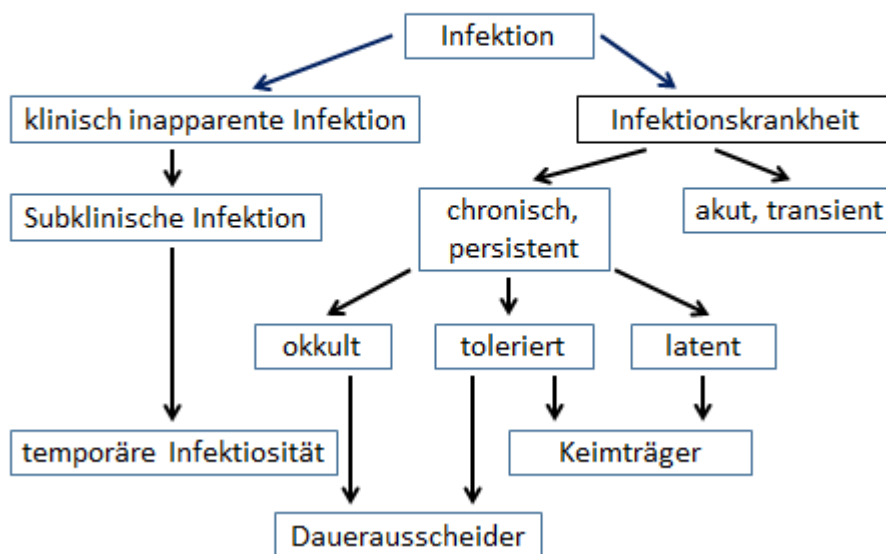 Infektion
klinisch inapparente Infektion
Infektionskrankheit
Subklinische Infektion
chronisch,
persistent
akut, transient
okkult
toleriert
latent
temporäre Infektiosität
Keimträger
Dauerausscheider